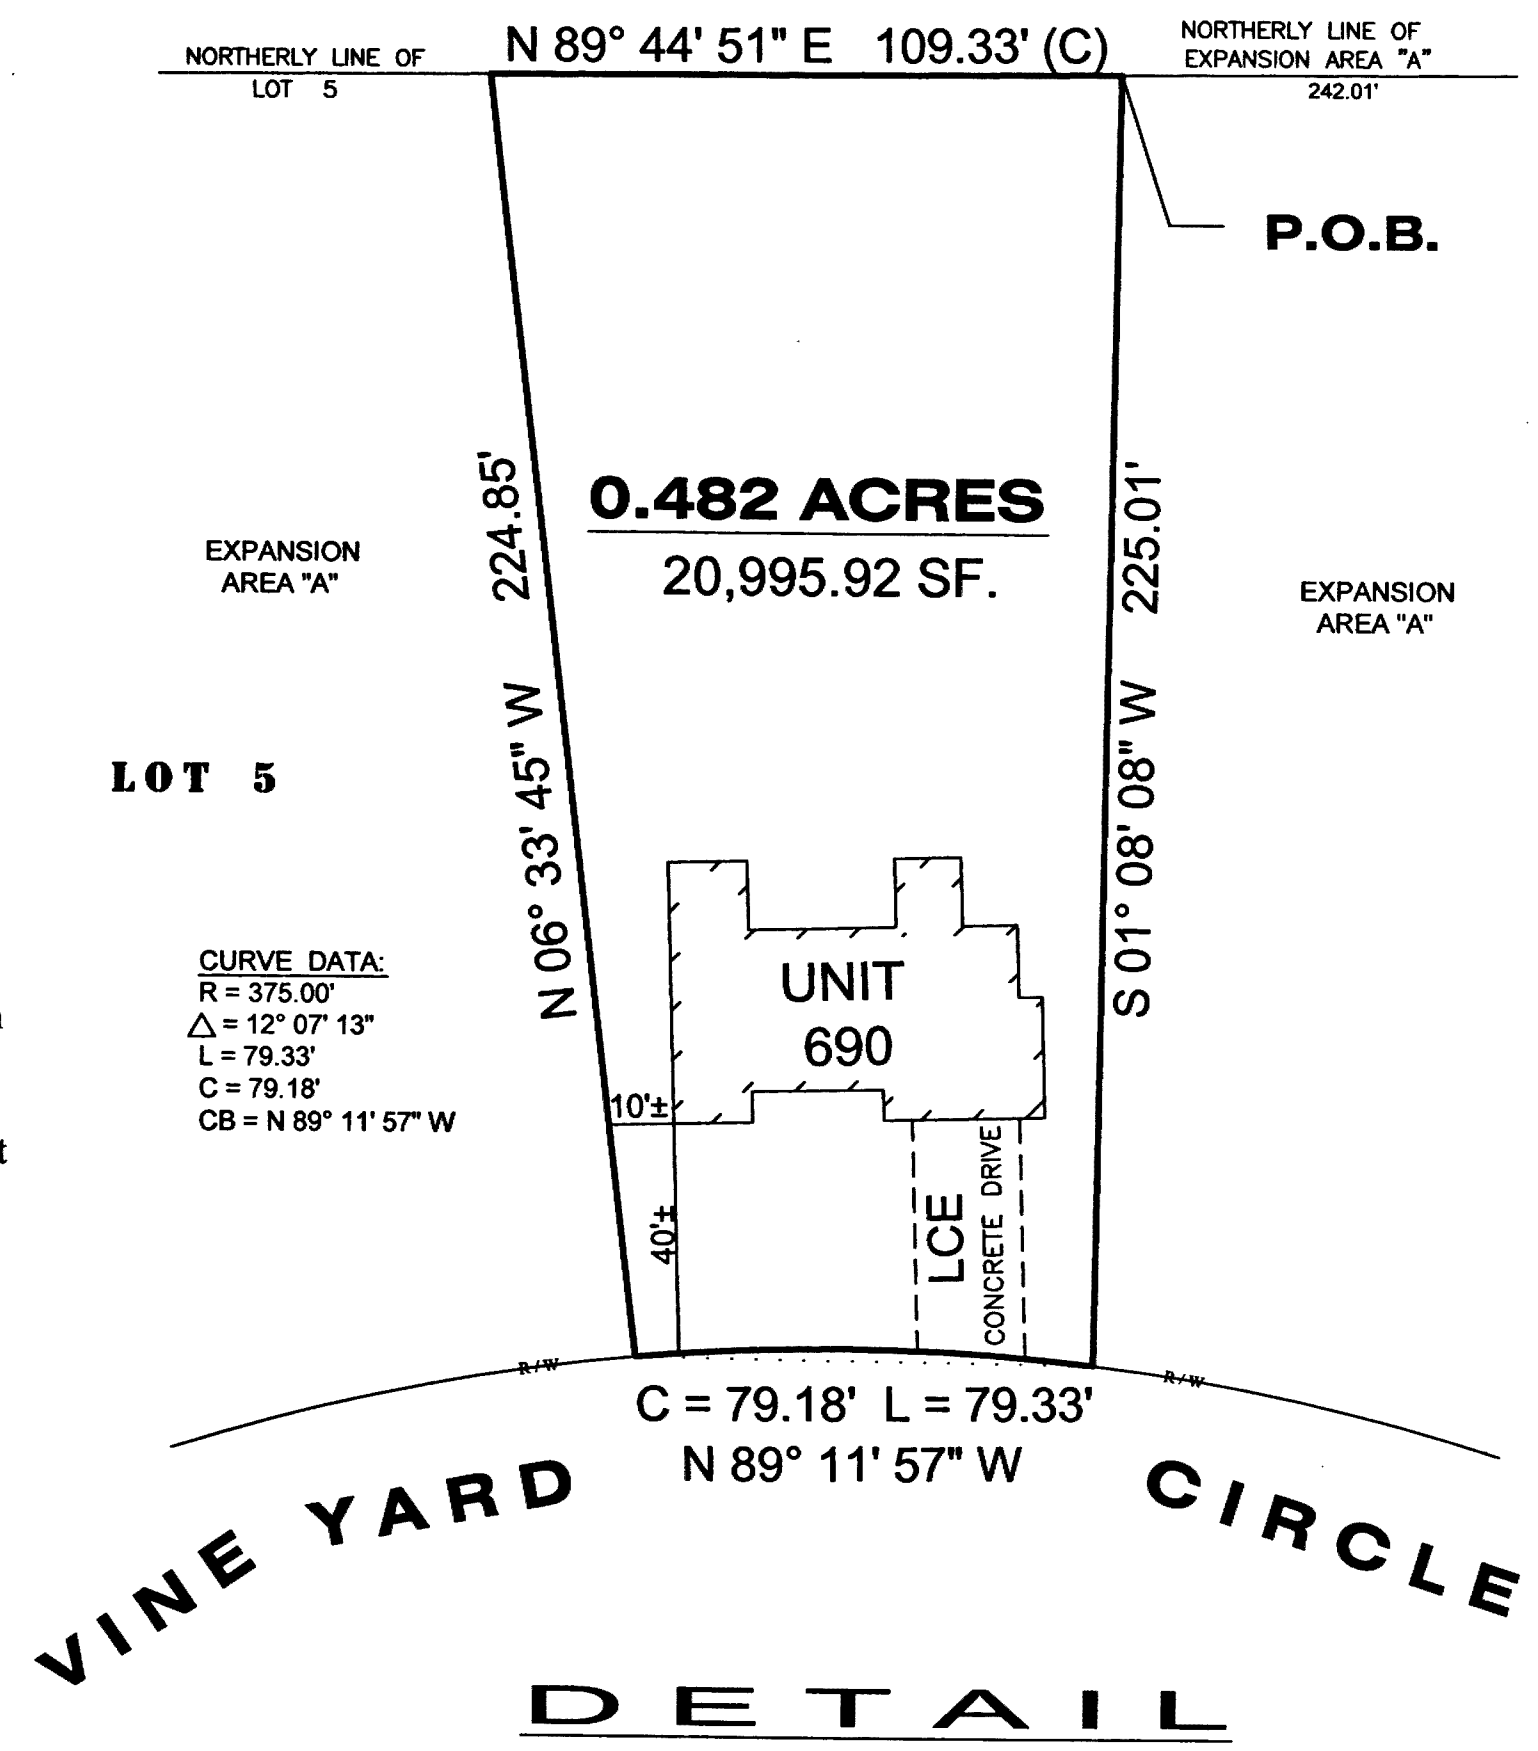 N 89° 44' 51" E 109.33' (C)
NORTHERLY LINE OF
LOT 5
NORTHERLY LINE OF
EXPANSION AREA "A"
242.01'
P.O.B.
224.85'
N 06° 33' 45" W
0.482 ACRES
20,995.92 SF.
225.01'
S 01° 08' 08" W
EXPANSION
AREA "A"
EXPANSION
AREA "A"
LOT 5
CURVE DATA:
R = 375.00'
△ = 12° 07' 13"
L = 79.33'
C = 79.18'
CB = N 89° 11' 57" W
UNIT
690
10'±
40'±
LCE
CONCRETE DRIVE
R/W
R/W
C = 79.18' L = 79.33'
N 89° 11' 57" W
VINE YARD CIRCLE
DETAIL